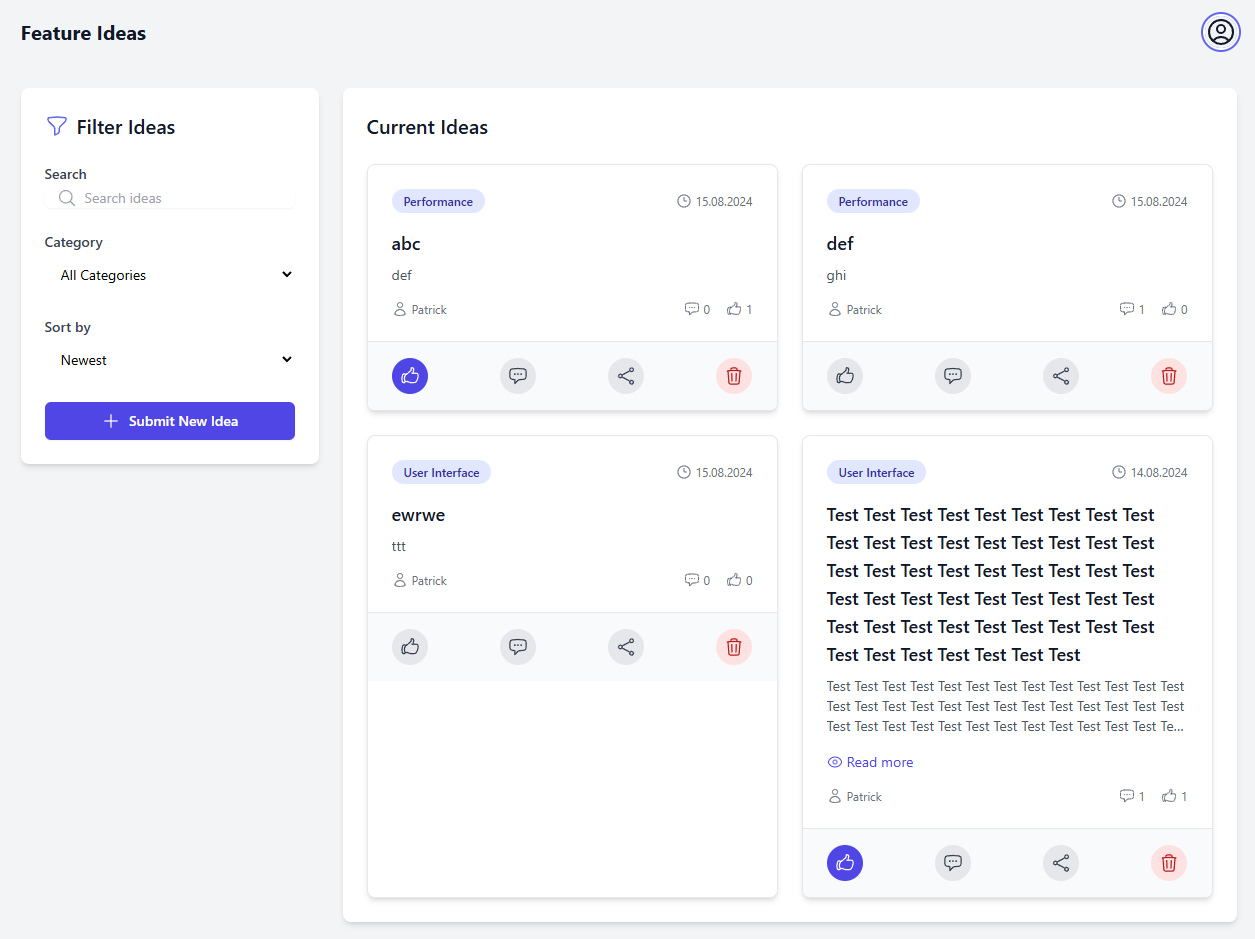 Feature Ideas
Filter Ideas
Search
Search ideas
Category
All Categories
Sort by
Newest
Submit New Idea
Current Ideas
Performance
15.08.2024
abc
def
Patrick
0
1
Performance
15.08.2024
def
ghi
Patrick
1
0
User Interface
15.08.2024
ewrwe
ttt
Patrick
0
0
User Interface
14.08.2024
Test Test Test Test Test Test Test Test Test
Test Test Test Test Test Test Test Test Test
Test Test Test Test Test Test Test Test Test
Test Test Test Test Test Test Test Test Test
Test Test Test Test Test Test Test Test Test
Test Test Test Test Test Test Test
Test Test Test Test Test Test Test Test Test Test Test Test Test
Test Test Test Test Test Test Test Test Test Test Test Test Test
Test Test Test Test Test Test Test Test Test Test Test Test Te...
Read more
Patrick
1
1